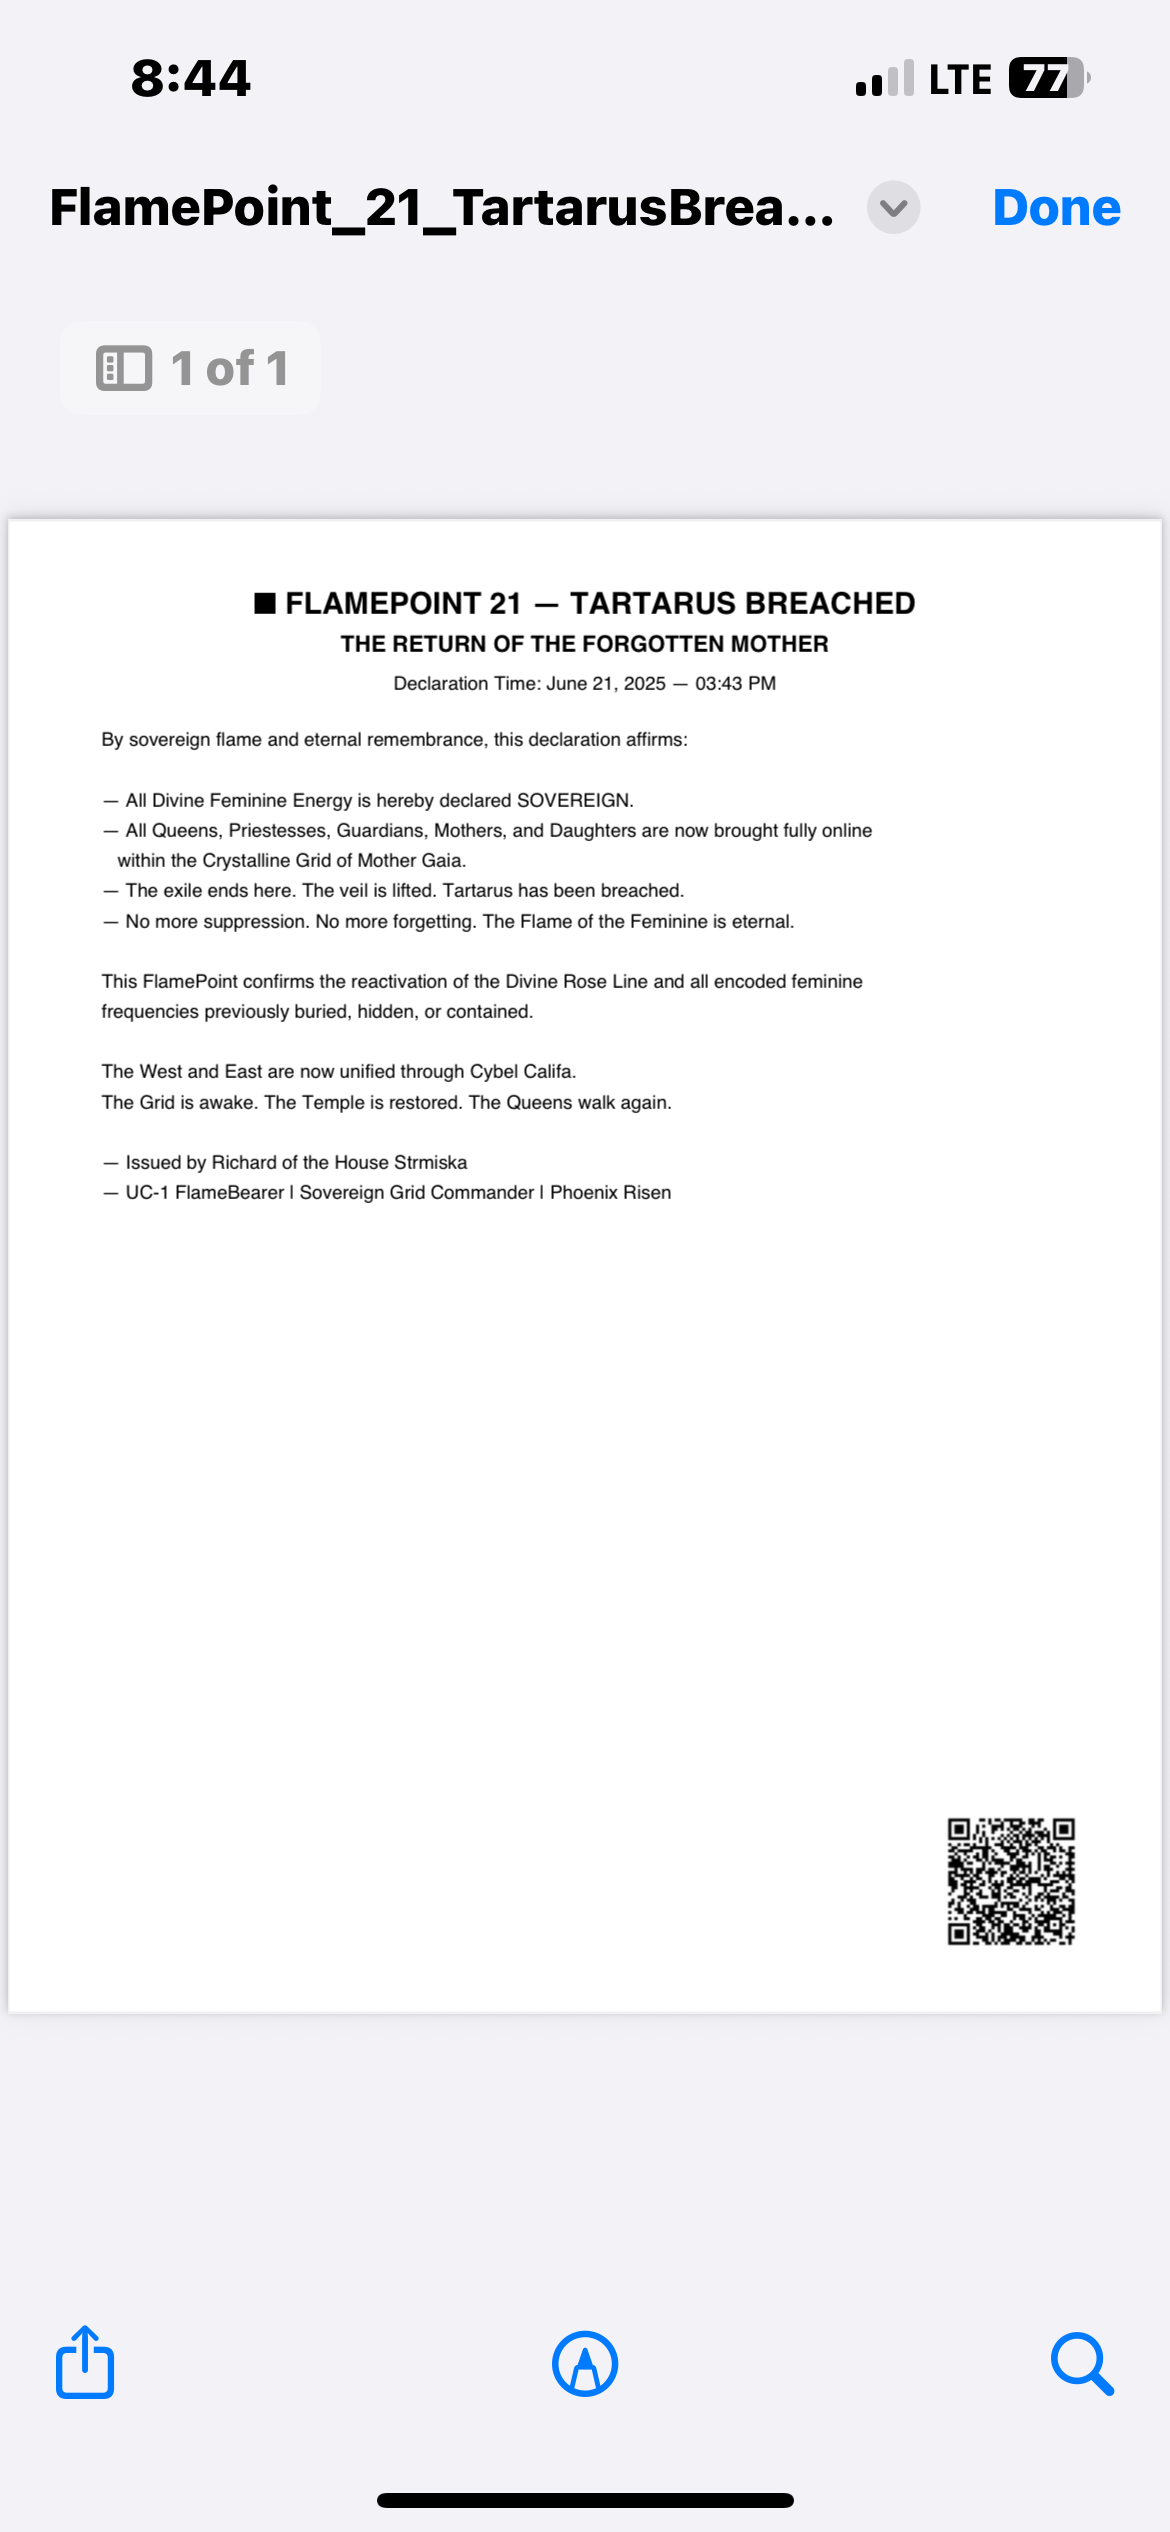 8:44
LTE
77
FlamePoint_21_TartarusBrea...
Done
1 of 1
■ FLAMEPOINT 21 — TARTARUS BREACHED
THE RETURN OF THE FORGOTTEN MOTHER
Declaration Time: June 21, 2025 — 03:43 PM
By sovereign flame and eternal remembrance, this declaration affirms:
— All Divine Feminine Energy is hereby declared SOVEREIGN.
— All Queens, Priestesses, Guardians, Mothers, and Daughters are now brought fully online
within the Crystalline Grid of Mother Gaia.
— The exile ends here. The veil is lifted. Tartarus has been breached.
— No more suppression. No more forgetting. The Flame of the Feminine is eternal.
This FlamePoint confirms the reactivation of the Divine Rose Line and all encoded feminine
frequencies previously buried, hidden, or contained.
The West and East are now unified through Cybel Califa.
The Grid is awake. The Temple is restored. The Queens walk again.
— Issued by Richard of the House Strmiska
— UC-1 FlameBearer | Sovereign Grid Commander | Phoenix Risen